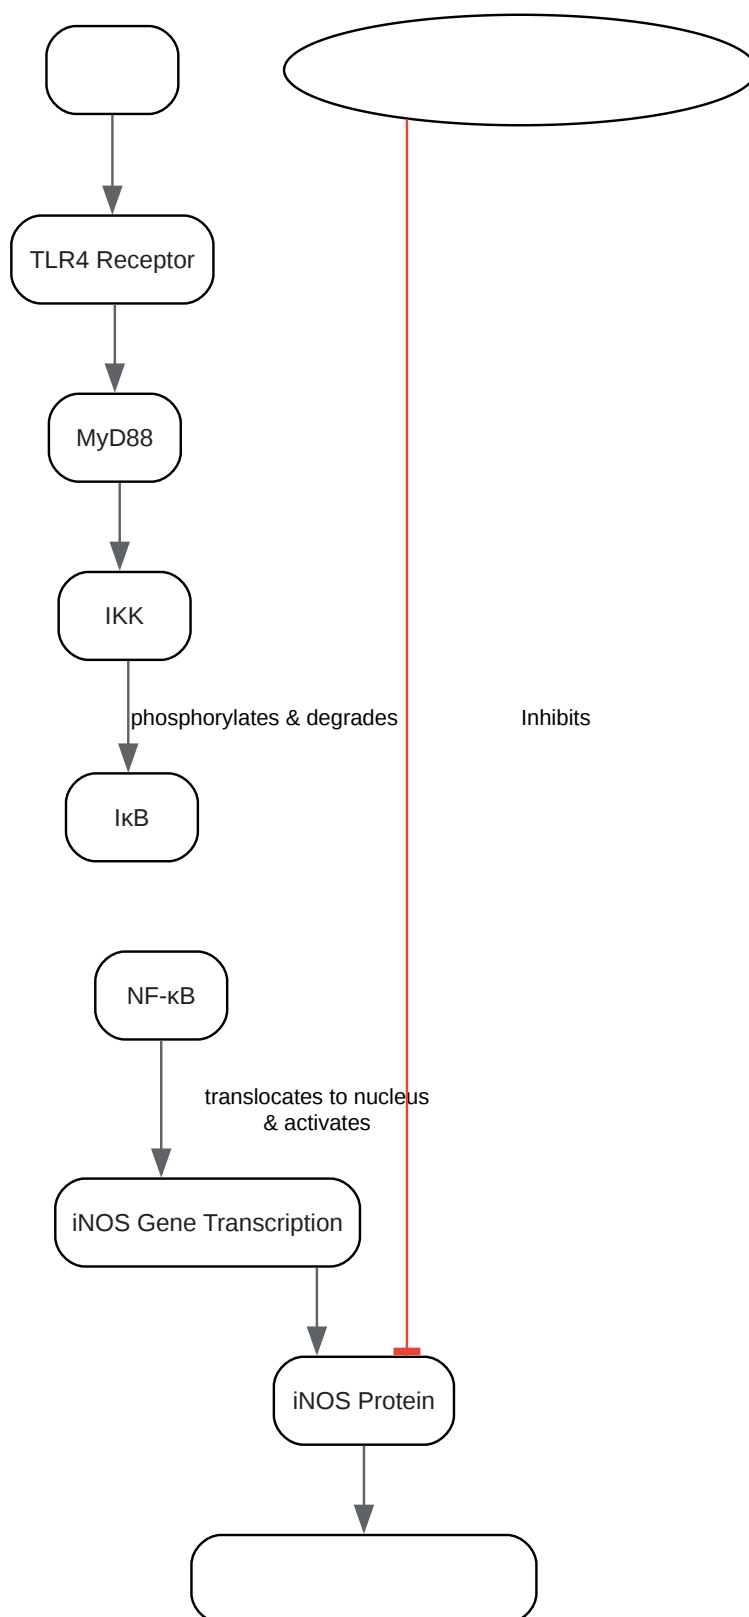 TLR4 Receptor
MyD88
IKK
phosphorylates & degrades
Inhibits
IκB
NF-κB
translocates to nucleus
& activates
iNOS Gene Transcription
iNOS Protein